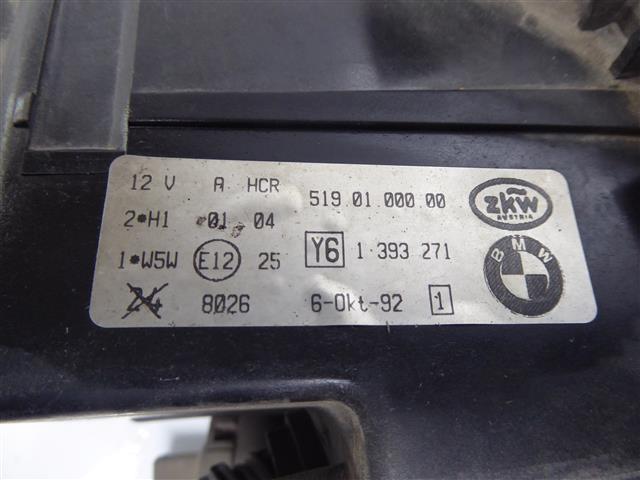 12 V A HCR 519.01.000.00
2*H1 01 04
1*W5W E12 25 Y6 1 393 271
24 8026 6-Okt-92 1
zkw
AUSTRIA
BMW